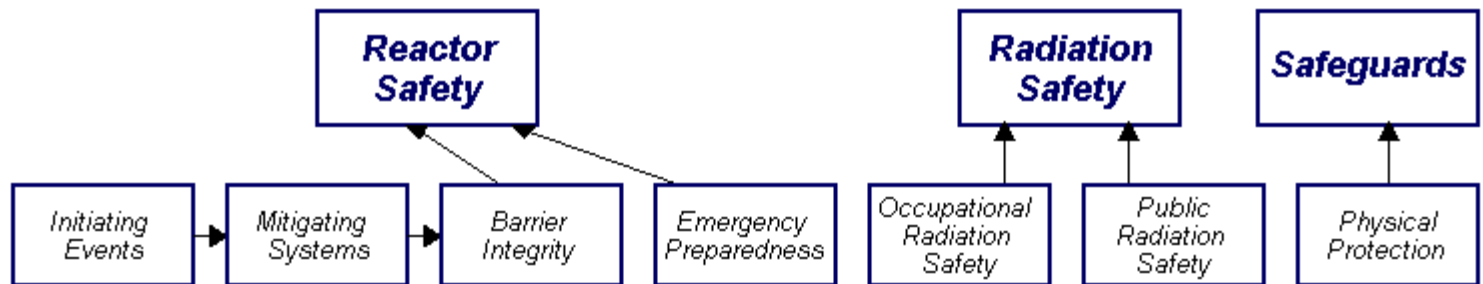 Reactor
Safety
Radiation
Safety
Safeguards
Initiating
Events
Mitigating
Systems
Barrier
Integrity
Emergency
Preparedness
Occupational
Radiation
Safety
Public
Radiation
Safety
Physical
Protection